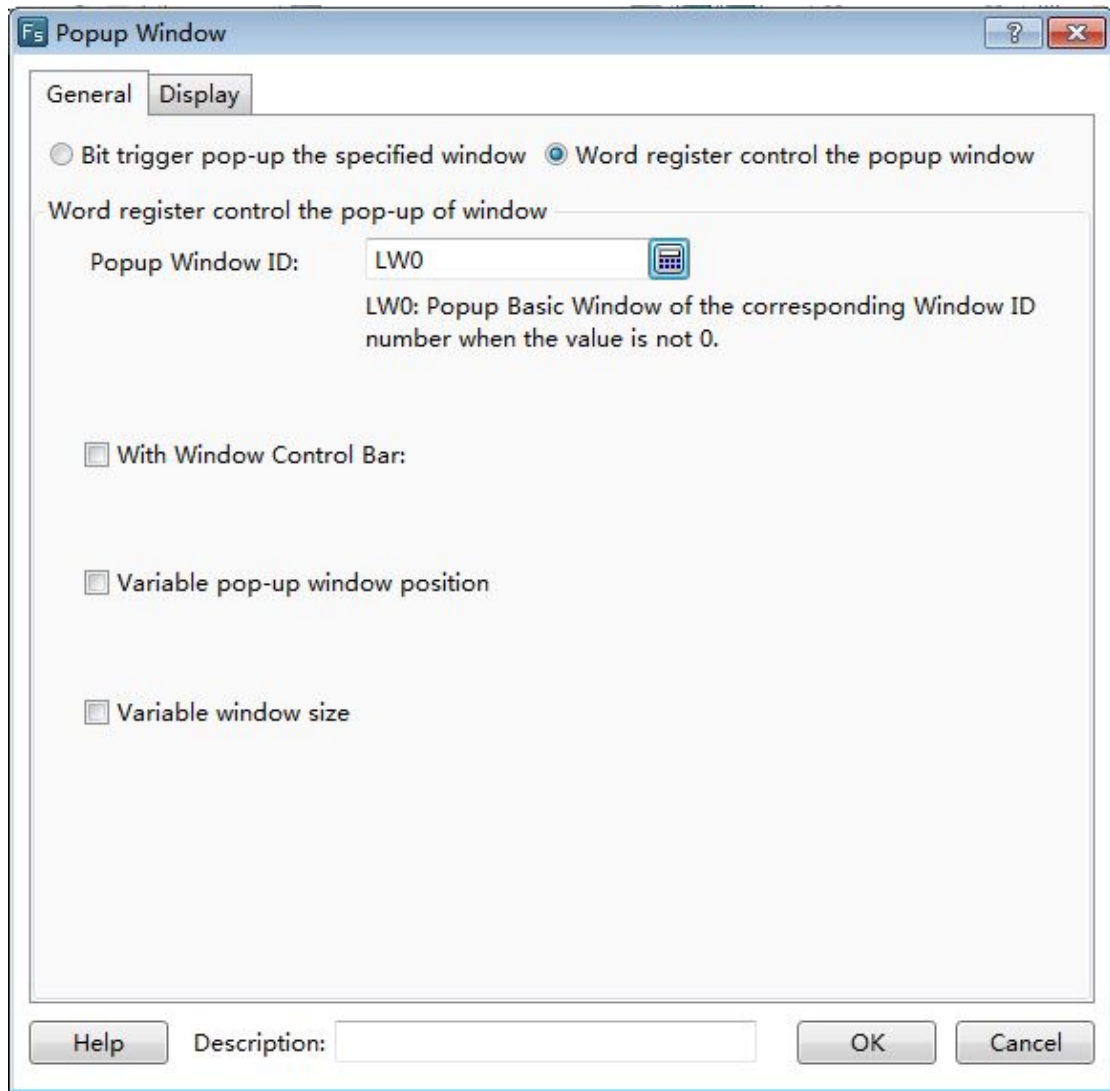 Fs Popup Window
General Display
Bit trigger pop-up the specified window Word register control the popup window
Word register control the pop-up of window
Popup Window ID: LW0
LW0: Popup Basic Window of the corresponding Window ID
number when the value is not 0.
With Window Control Bar:
Variable pop-up window position
Variable window size
Help Description: OK Cancel